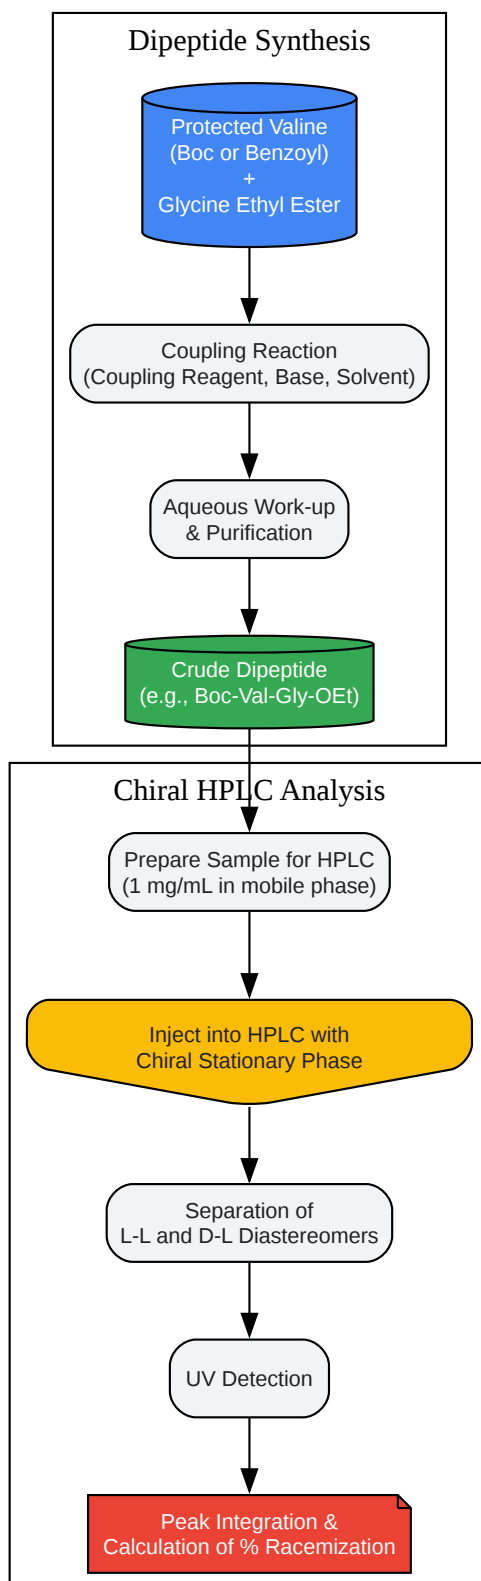 Dipeptide Synthesis
Protected Valine
(Boc or Benzoyl)
+
Glycine Ethyl Ester
Coupling Reaction
(Coupling Reagent, Base, Solvent)
Aqueous Work-up
& Purification
Crude Dipeptide
(e.g., Boc-Val-Gly-OEt)
Chiral HPLC Analysis
Prepare Sample for HPLC
(1 mg/mL in mobile phase)
Inject into HPLC with
Chiral Stationary Phase
Separation of
L-L and D-L Diastereomers
UV Detection
Peak Integration &
Calculation of % Racemization